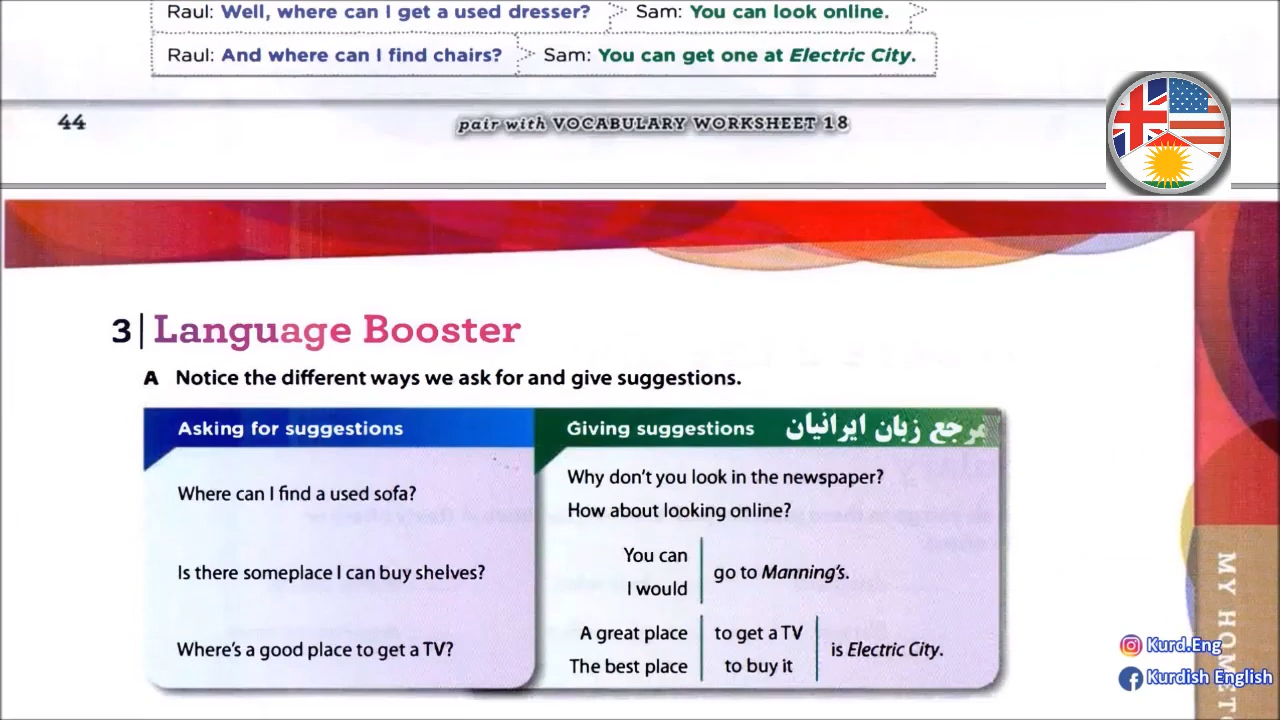 Raul: Well, where can I get a used dresser? Sam: You can look online.
Raul: And where can I find chairs? Sam: You can get one at Electric City.
44
pair with VOCABULARY WORKSHEET 18
3 Language Booster
A Notice the different ways we ask for and give suggestions.
Asking for suggestions
Giving suggestions مرجع زبان ایرانیان
Where can I find a used sofa?
Why don't you look in the newspaper?
How about looking online?
Is there someplace I can buy shelves?
You can
I would
go to Manning's.
Where's a good place to get a TV?
A great place to get a TV
The best place to buy it
is Electric City.
MY HOMET
Kurd.Eng
Kurdish English